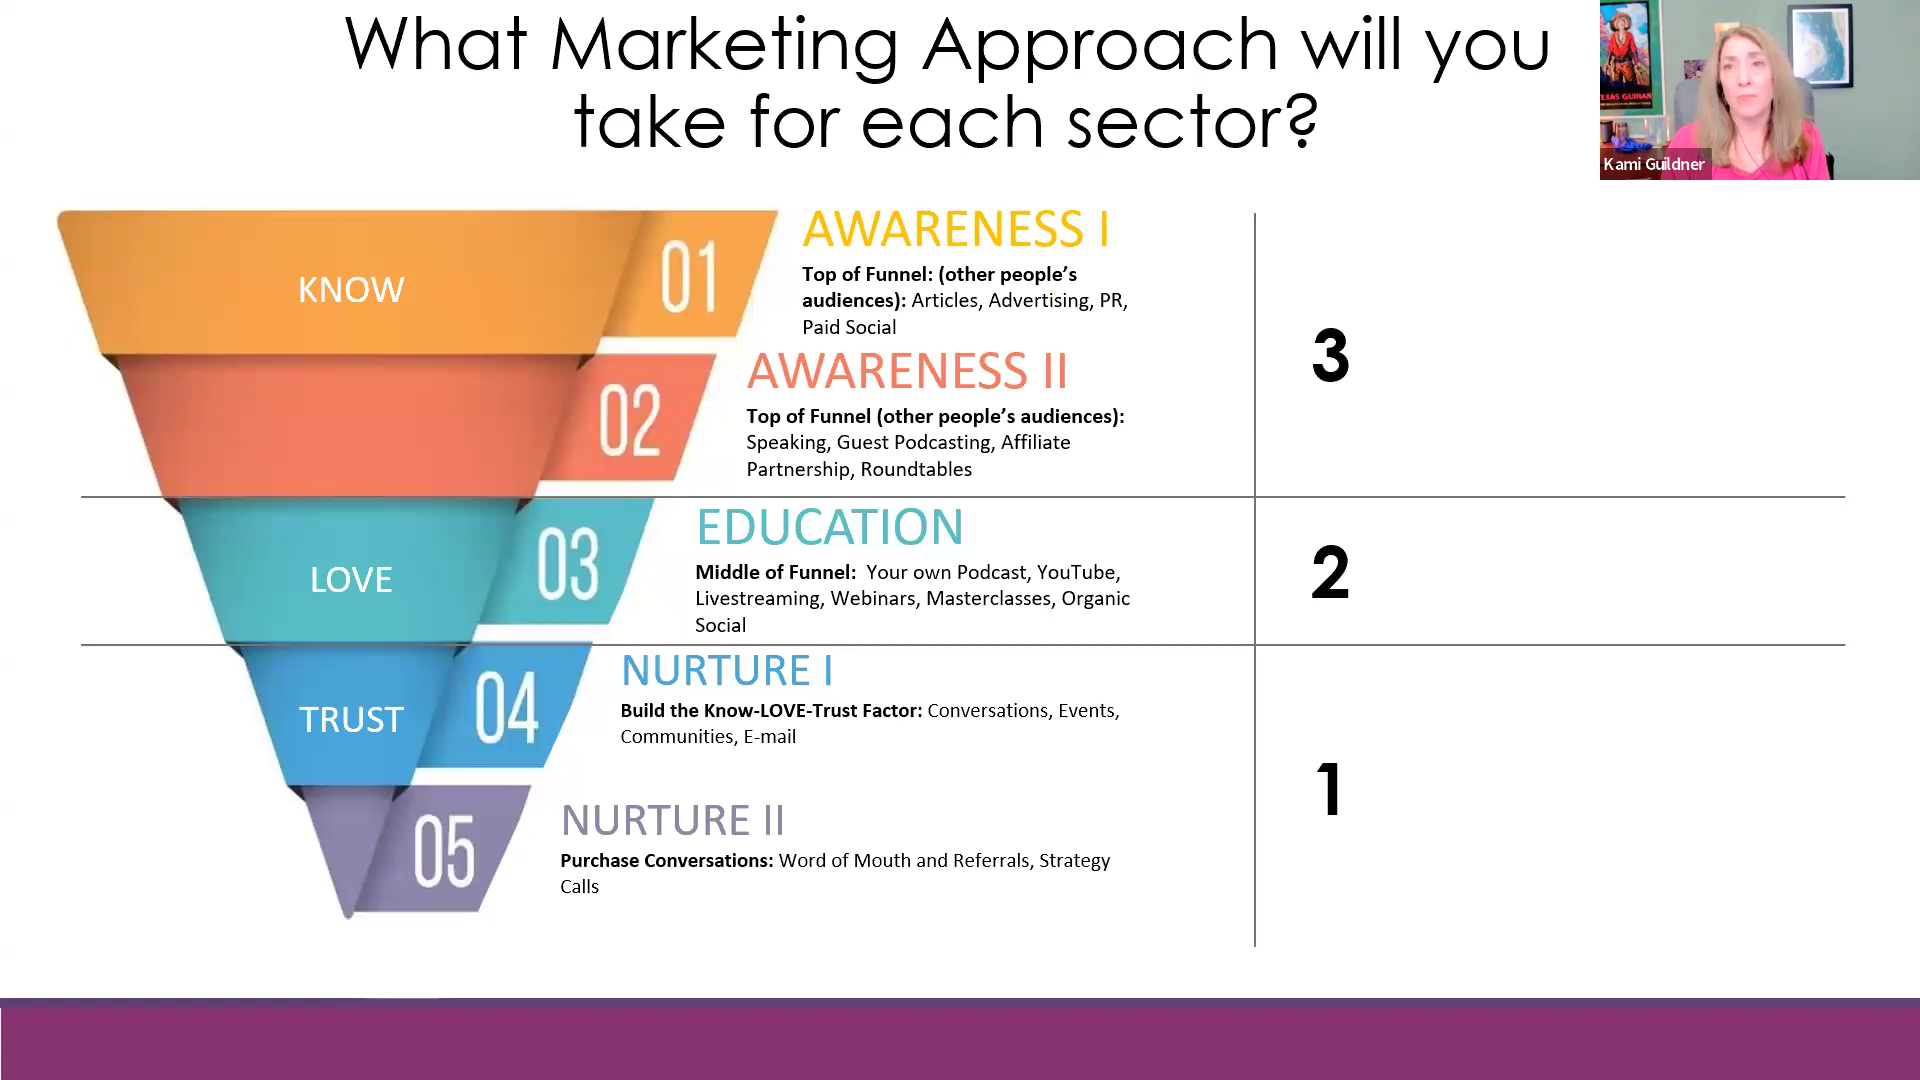 What Marketing Approach will you
take for each sector?
TEXAS GUINAN
Kami Guildner
KNOW
01
AWARENESS I
Top of Funnel: (other people’s
audiences): Articles, Advertising, PR,
Paid Social
02
AWARENESS II
Top of Funnel (other people’s audiences):
Speaking, Guest Podcasting, Affiliate
Partnership, Roundtables
3
LOVE
03
EDUCATION
Middle of Funnel: Your own Podcast, YouTube,
Livestreaming, Webinars, Masterclasses, Organic
Social
2
TRUST
04
NURTURE I
Build the Know-LOVE-Trust Factor: Conversations, Events,
Communities, E-mail
05
NURTURE II
Purchase Conversations: Word of Mouth and Referrals, Strategy
Calls
1